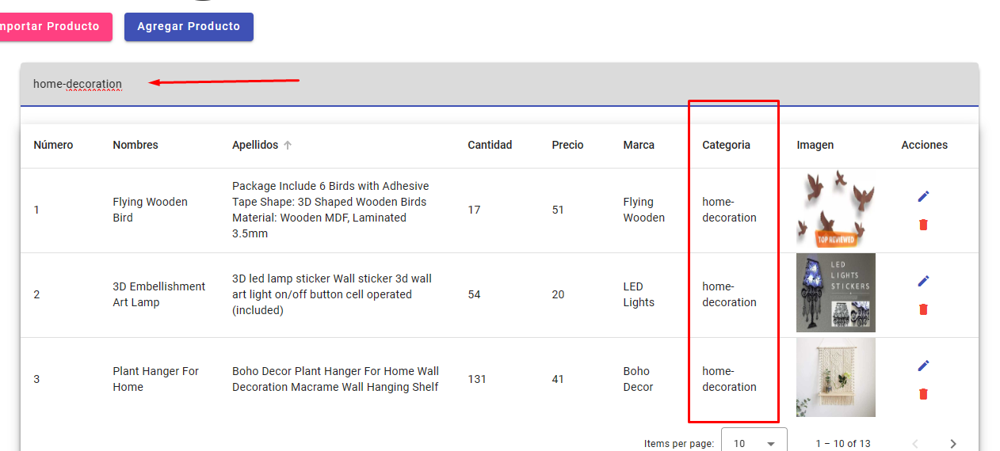 mportar Producto
Agregar Producto
home-decoration
Número Nombres Apellidos Cantidad Precio Marca Categoria Imagen Acciones
Package Include 6 Birds with Adhesive
Flying Wooden Tape Shape: 3D Shaped Wooden Birds Flying home-
1 17 51
Bird Material: Wooden MDF, Laminated Wooden decoration
3.5mm
TOP REVIEWED
3D Embellishment 3D led lamp sticker Wall sticker 3d wall LED home-
2 art light on/off button cell operated 54 20
Art Lamp (included) Lights decoration
LED
LIGHTS
STICKERS
Plant Hanger For Boho Decor Plant Hanger For Home Wall Boho home-
3 131 41
Home Decoration Macrame Wall Hanging Shelf Decor decoration
Items per page: 10 1 – 10 of 13